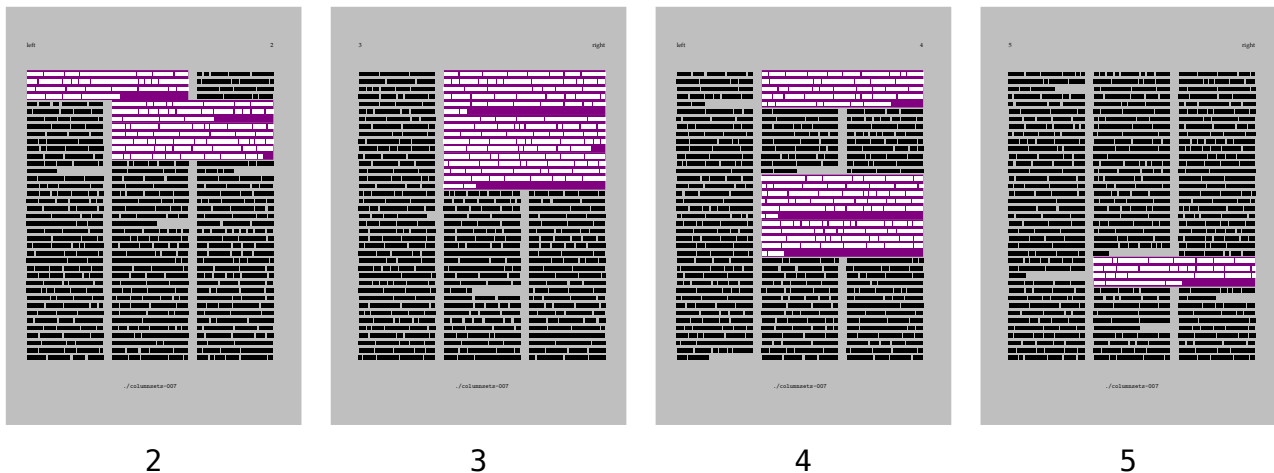 left 2
./columnsets-007
2
3 right
./columnsets-007
3
left 4
./columnsets-007
4
5 right
./columnsets-007
5